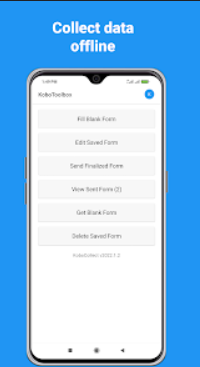 Collect data
offline
KoboToolbox
K
Fill Blank Form
Edit Saved Form
Send Finalized Form
View Sent Form (2)
Get Blank Form
Delete Saved Form